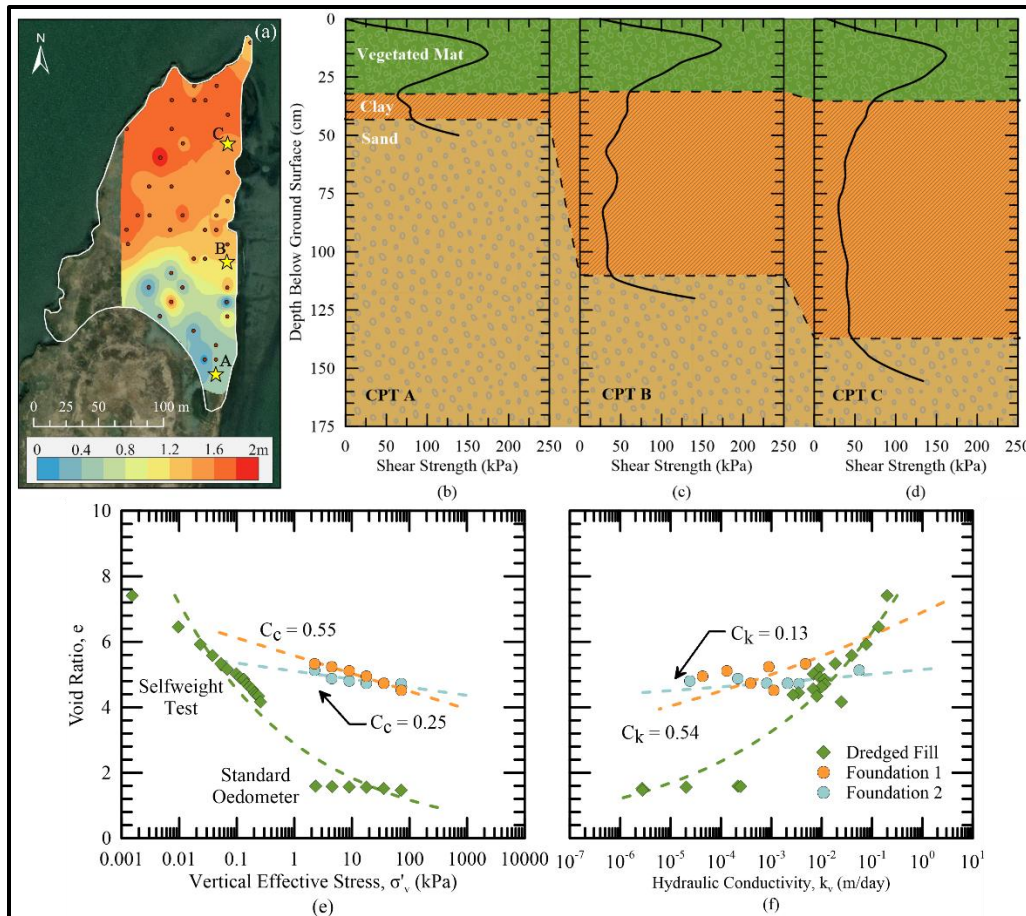 (a)
N
C
B
A
0 25 50 100 m
0 0.4 0.8 1.2 1.6 2m
Depth Below Ground Surface (cm)
0
25
50
75
100
125
150
175
Vegetated Mat
Clay
Sand
CPT A
CPT B
CPT C
0 50 100 150 200 250
0 50 100 150 200 250
0 50 100 150 200 250
Shear Strength (kPa)
Shear Strength (kPa)
Shear Strength (kPa)
(b)
(c)
(d)
Void Ratio, e
10
8
6
4
2
0
Cc = 0.55
Selfweight
Test
Cc = 0.25
Standard
Oedometer
0.001 0.01 0.1 1 10 100 1000 10000
Vertical Effective Stress, σ'v (kPa)
(e)
Ck = 0.13
Ck = 0.54
Dredged Fill
Foundation 1
Foundation 2
10-7 10-6 10-5 10-4 10-3 10-2 10-1 100 101
Hydraulic Conductivity, kv (m/day)
(f)